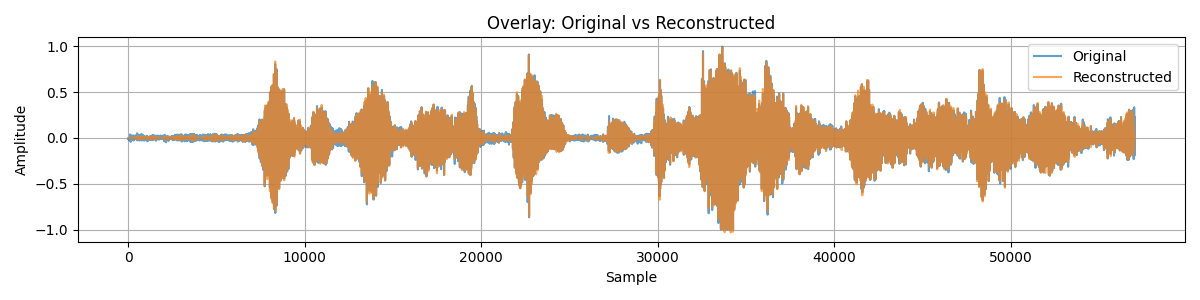 Overlay: Original vs Reconstructed
1.0
0.5
0.0
−0.5
−1.0
Amplitude
Original
Reconstructed
0
10000
20000
30000
40000
50000
Sample